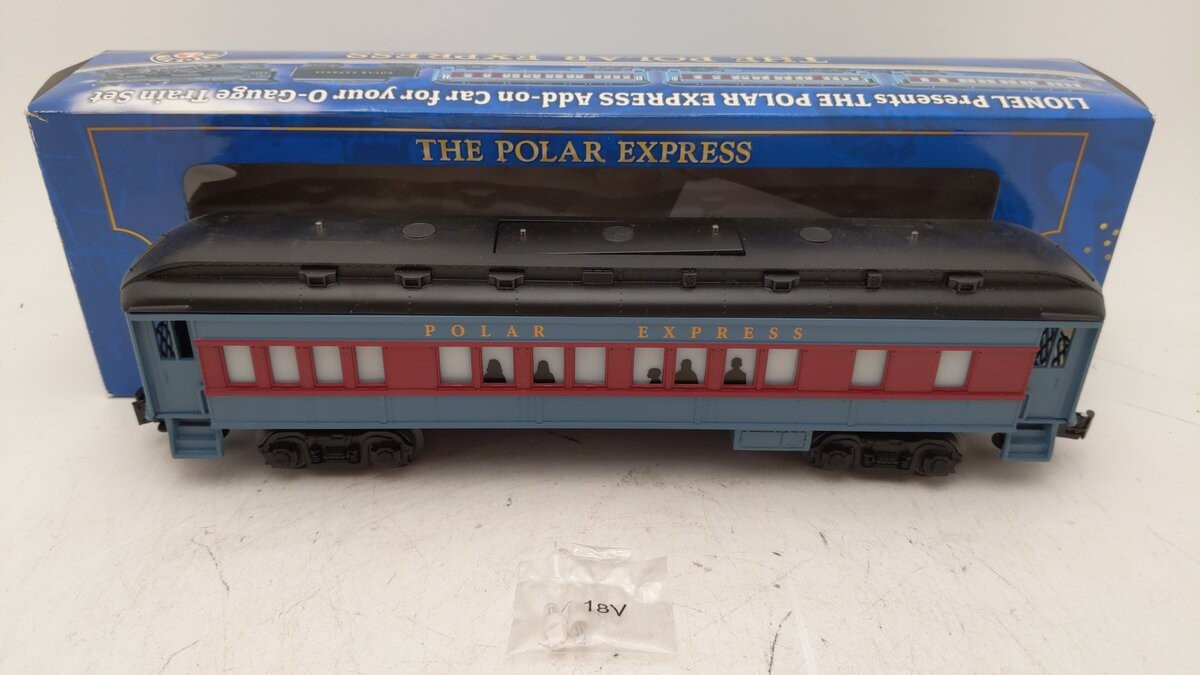 THE POLAR EXPRESS
LIONEL Presents THE POLAR EXPRESS Add-on Car for your O-Gauge Train Set
THE POLAR EXPRESS
POLAR EXPRESS
18V